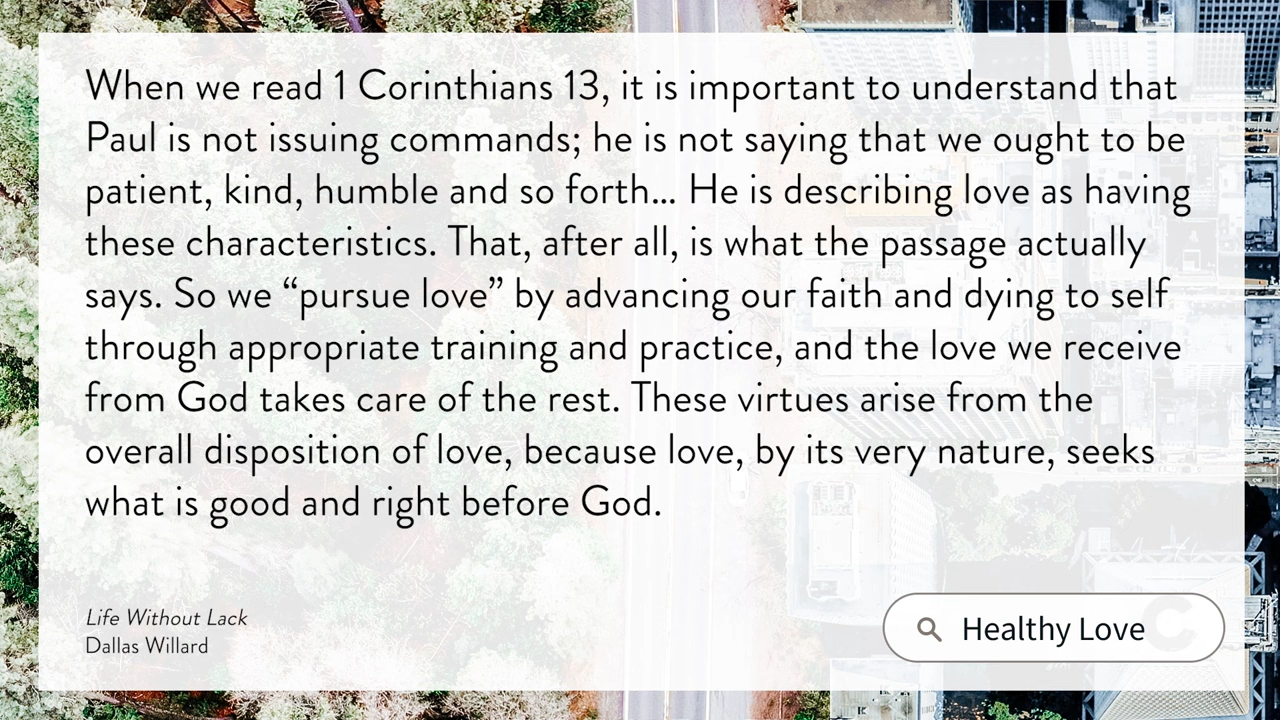 When we read 1 Corinthians 13, it is important to understand that
Paul is not issuing commands; he is not saying that we ought to be
patient, kind, humble and so forth... He is describing love as having
these characteristics. That, after all, is what the passage actually
says. So we “pursue love” by advancing our faith and dying to self
through appropriate training and practice, and the love we receive
from God takes care of the rest. These virtues arise from the
overall disposition of love, because love, by its very nature, seeks
what is good and right before God.
Life Without Lack
Dallas Willard
Healthy Love